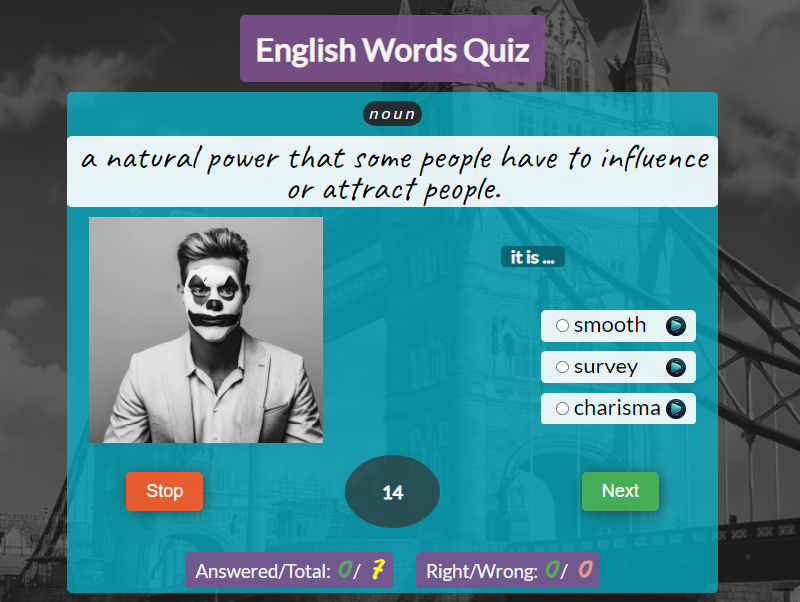 English Words Quiz
noun
a natural power that some people have to influence
or attract people.
it is ...
smooth
survey
charisma
Stop
14
Next
Answered/Total: 0/ 7
Right/Wrong: 0/ 0